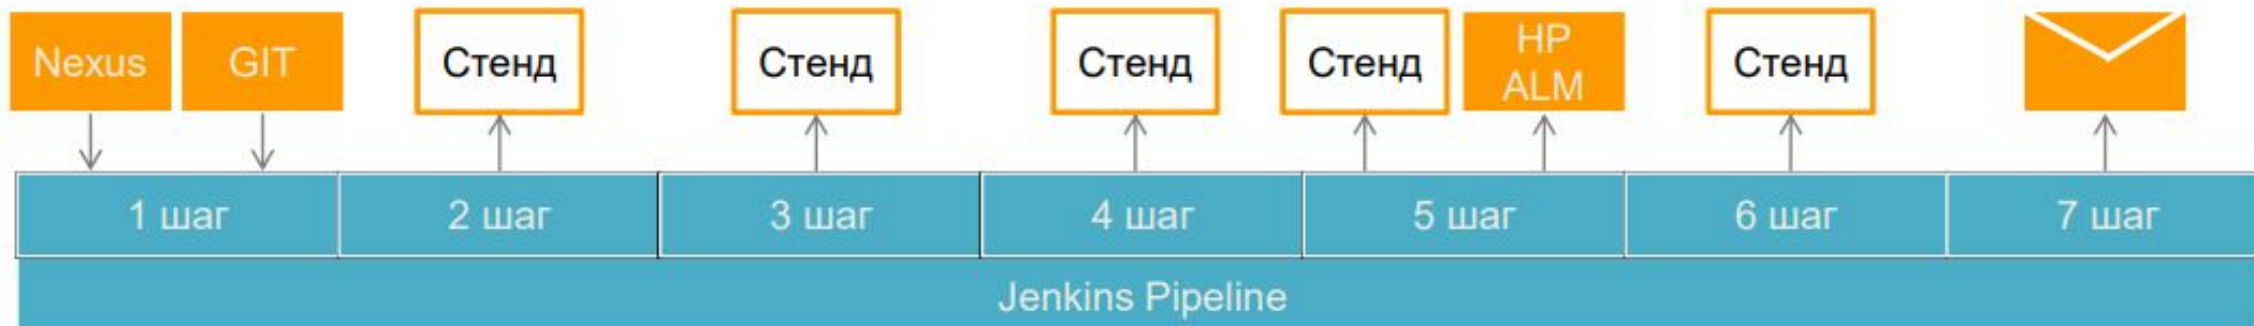 Nexus
GIT
Стенд
Стенд
Стенд
Стенд
HP
ALM
Стенд
1 шаг
2 шаг
3 шаг
4 шаг
5 шаг
6 шаг
7 шаг
Jenkins Pipeline